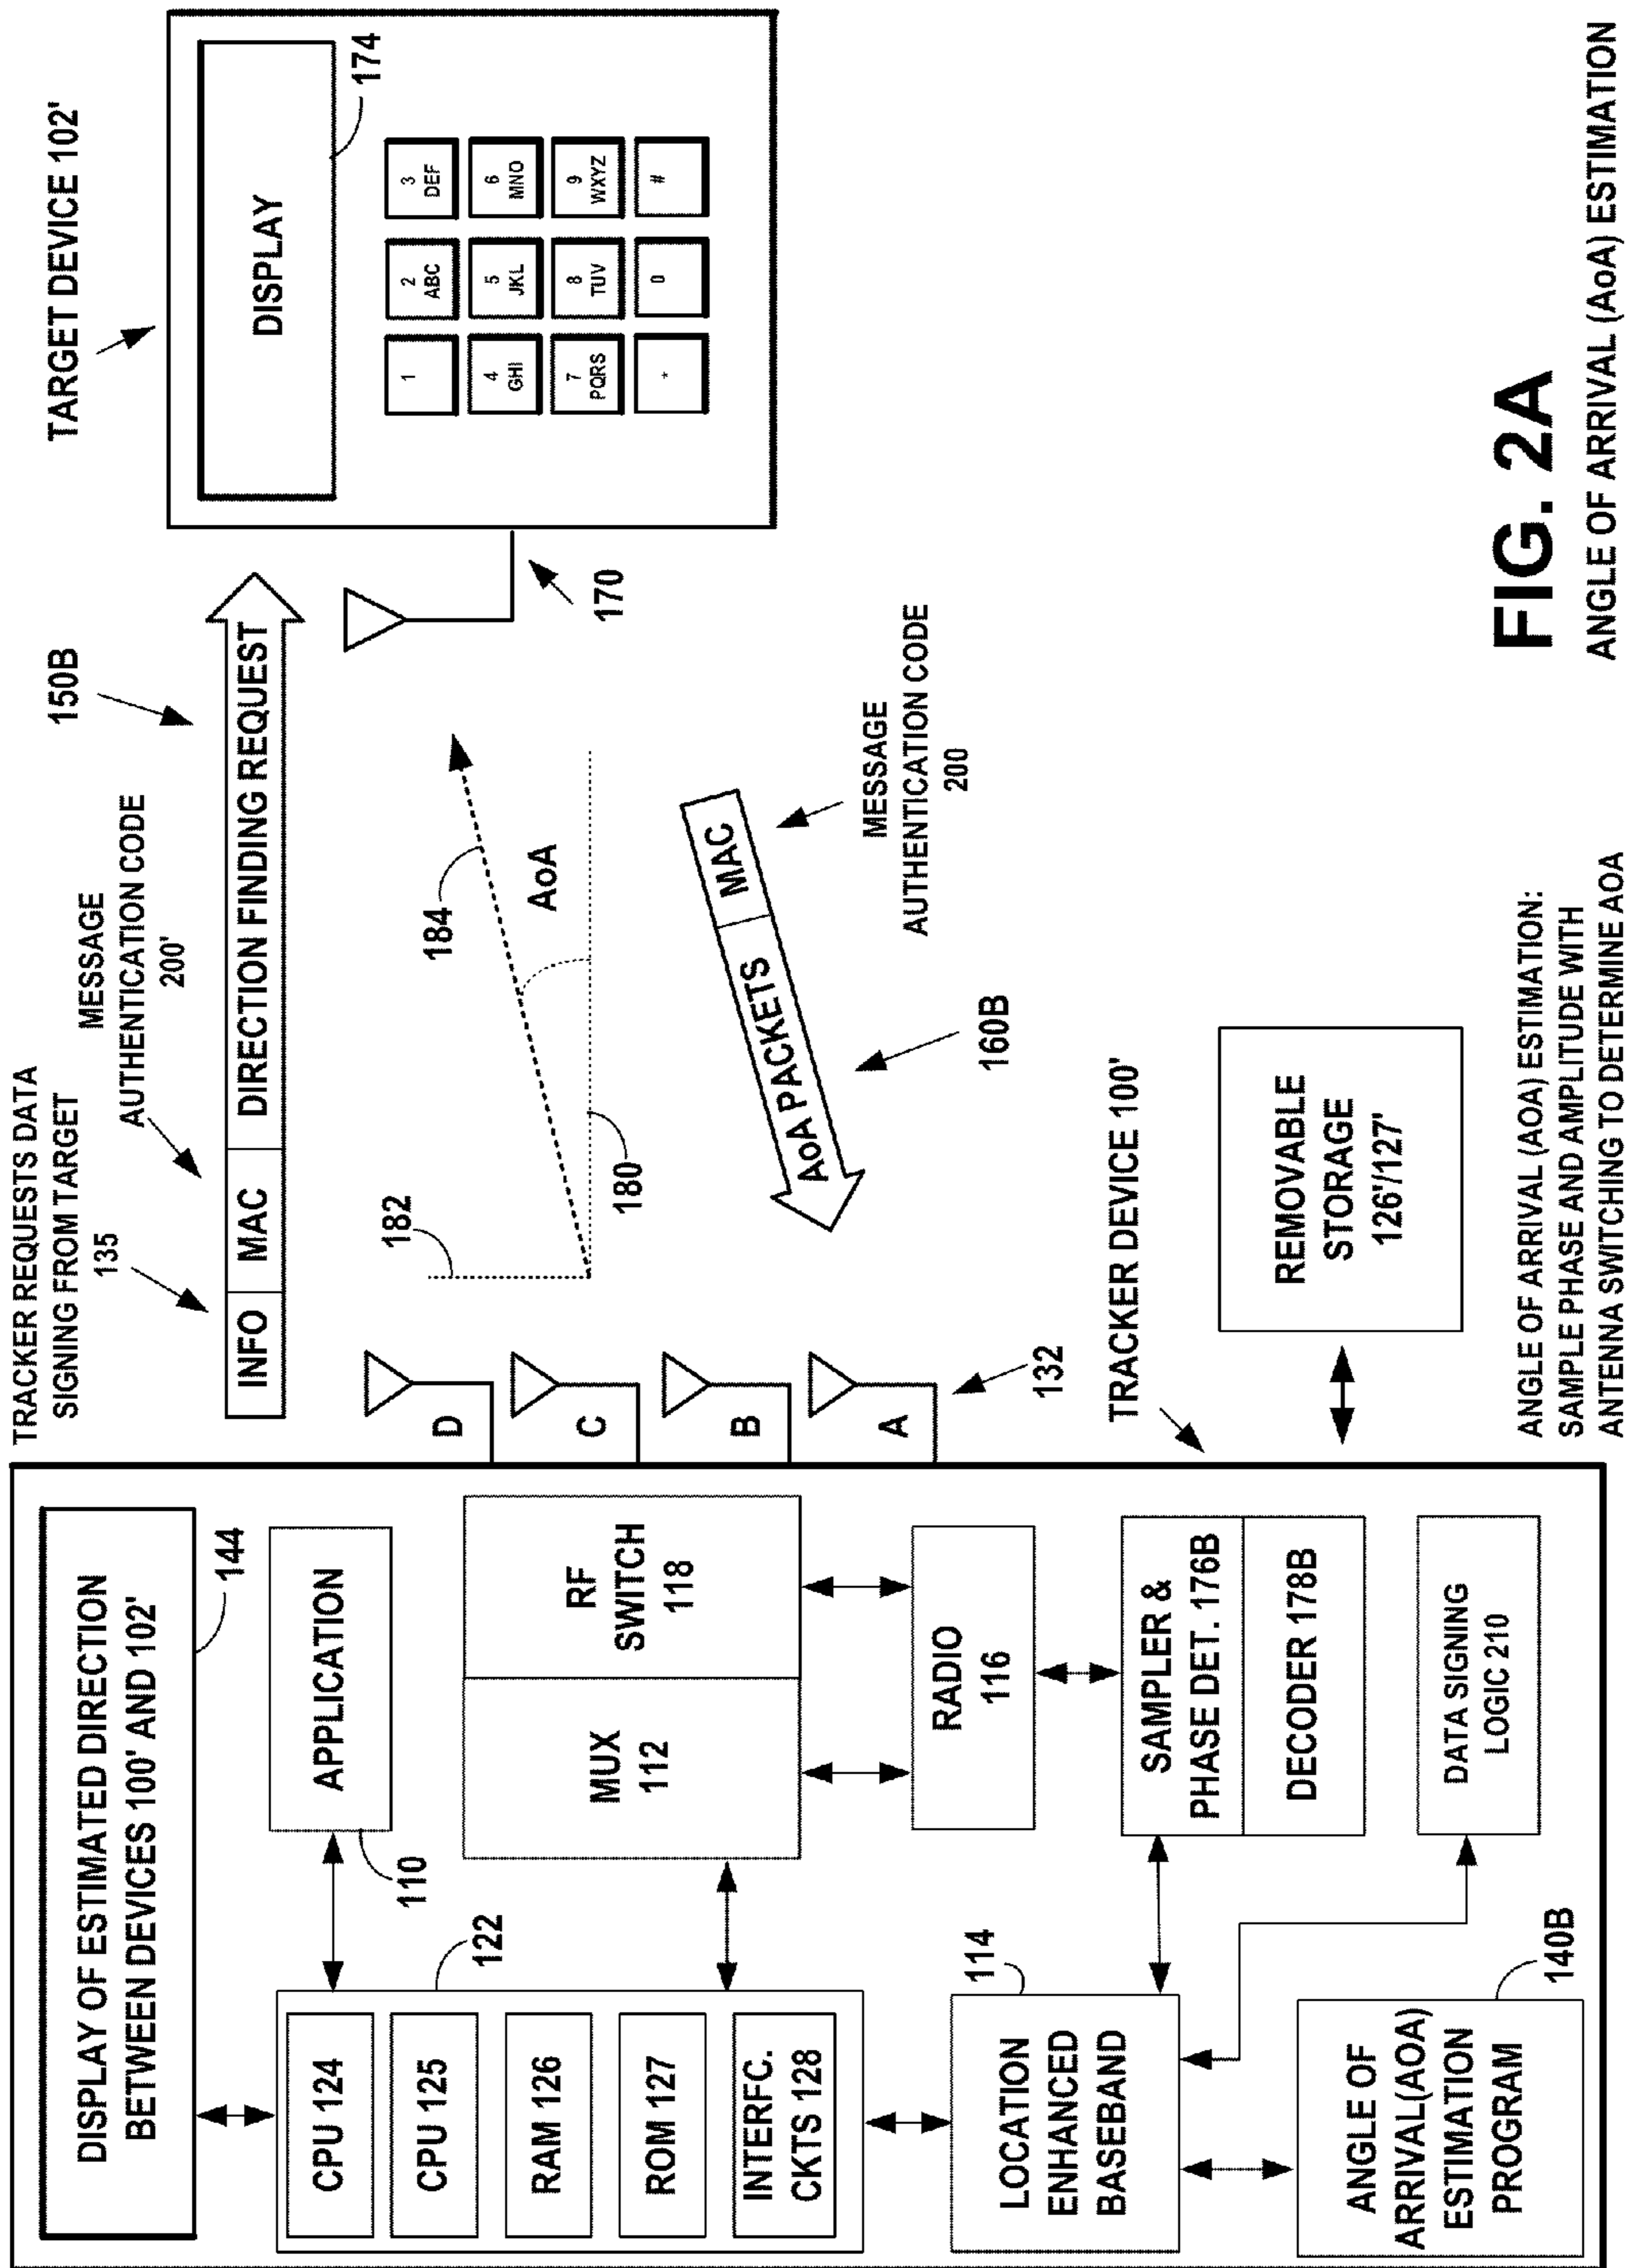 DISPLAY OF ESTIMATED DIRECTION
BETWEEN DEVICES 100' AND 102'
144
CPU 124
CPU 125
RAM 126
ROM 127
INTERFC.
CKTS 128
122
APPLICATION
110
MUX
112
RF
SWITCH
118
RADIO
116
LOCATION
ENHANCED
BASEBAND
114
SAMPLER &
PHASE DET. 176B
DECODER 178B
ANGLE OF
ARRIVAL(AOA)
ESTIMATION
PROGRAM
140B
DATA SIGNING
LOGIC 210
TRACKER REQUESTS DATA
SIGNING FROM TARGET
135
MESSAGE
AUTHENTICATION CODE
200'
INFO
MAC
DIRECTION FINDING REQUEST
150B
D
C
B
A
132
182
184
AoA
180
AoA PACKETS
MAC
160B
MESSAGE
AUTHENTICATION CODE
200
TRACKER DEVICE 100'
REMOVABLE
STORAGE
126'/127'
TARGET DEVICE 102'
DISPLAY
174
1
2
ABC
3
DEF
4
GHI
5
JKL
6
MNO
7
PQRS
8
TUV
9
WXYZ
*
0
#
170
ANGLE OF ARRIVAL (AOA) ESTIMATION:
SAMPLE PHASE AND AMPLITUDE WITH
ANTENNA SWITCHING TO DETERMINE AOA
FIG. 2A
ANGLE OF ARRIVAL (AoA) ESTIMATION